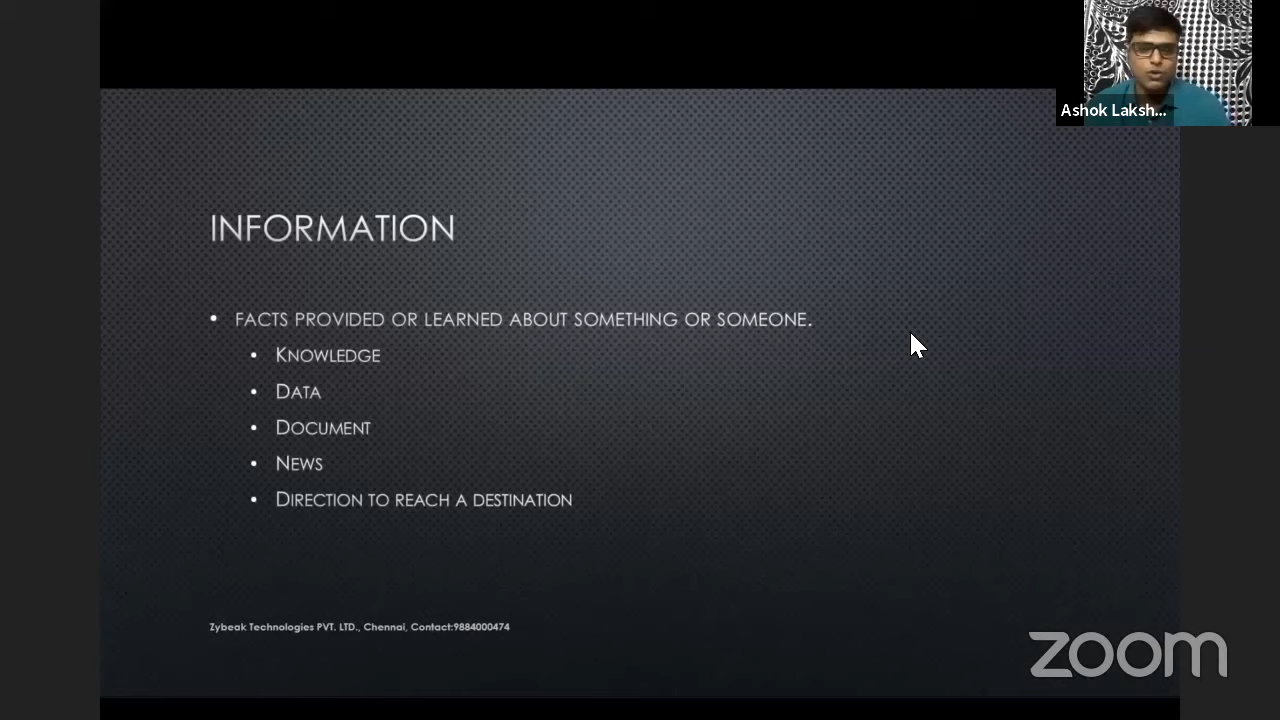 Ashok Laksh...
INFORMATION
• FACTS PROVIDED OR LEARNED ABOUT SOMETHING OR SOMEONE.
• KNOWLEDGE
• DATA
• DOCUMENT
• NEWS
• DIRECTION TO REACH A DESTINATION
Zybeak Technologies PVT. LTD., Chennai, Contact:9884000474
zoom